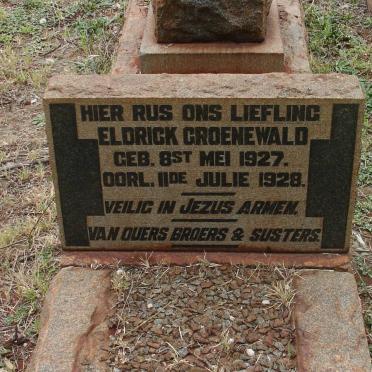 HIER RUS ONS LIEFLING
ELDRICK GROENEWALD
GEB. 8ST MEI 1927.
OORL. 11DE JULIE 1928.
VEILIG IN JEZUS ARMEN.
VAN OUERS BROERS & SUSTERS.